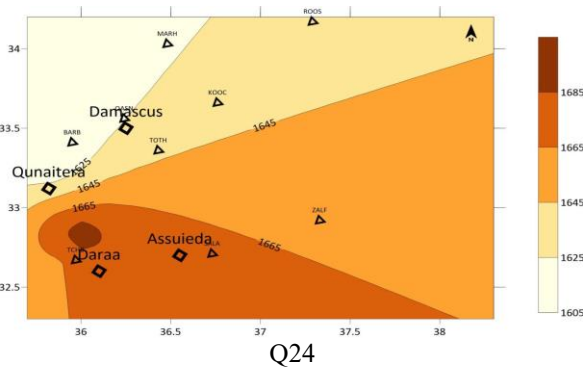 ROOS
34
MARH
N
1685
KOOC
Damascus
1665
33.5
BARB
TOTH
1645
1625
1645
Qunaitera
1645
33
1665
ZALF
1625
Assuieda
1665
Daraa
32.5
1605
36
36.5
37
37.5
38
Q24